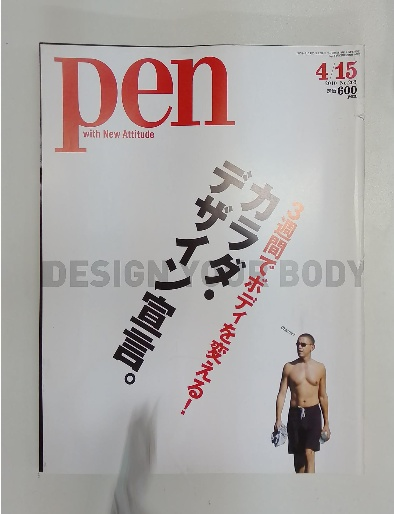 pen
with New Attitude
4/15
600
カラダ・
デザイン宣言。
3週間でボディを変える!
DESIGN YOUR BODY